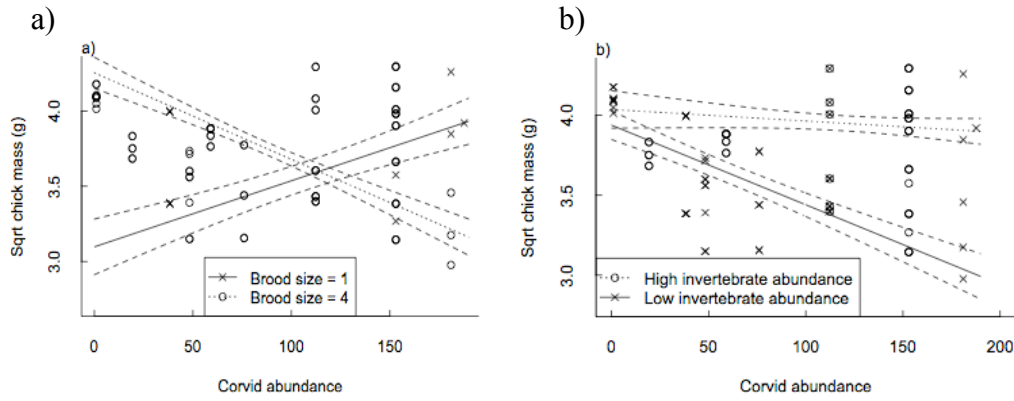 a)
a)
Sqrt chick mass (g)
4.0
3.5
3.0
Brood size = 1
Brood size = 4
0 50 100 150
Corvid abundance
b)
b)
Sqrt chick mass (g)
4.0
3.5
3.0
High invertebrate abundance
Low invertebrate abundance
0 50 100 150 200
Corvid abundance